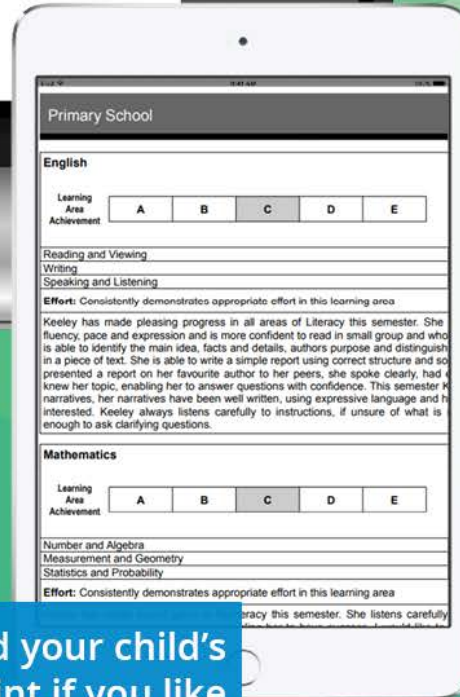 9:41 AM
Primary School
English
Learning
Area
Achievement
A B C D E
Reading and Viewing
Writing
Speaking and Listening
Effort: Consistently demonstrates appropriate effort in this learning area
Keeley has made pleasing progress in all areas of Literacy this semester. She
fluency, pace and expression and is more confident to read in small group and who
is able to identify the main idea, facts and details, authors purpose and distinguish
in a piece of text. She is able to write a simple report using correct structure and so
presented a report on her favourite author to her peers, she spoke clearly, had
knew her topic, enabling her to answer questions with confidence. This semester K
narratives, her narratives have been well written, using expressive language and h
interested. Keeley always listens carefully to instructions, if unsure of what is
enough to ask clarifying questions.
Mathematics
Learning
Area
Achievement
A B C D E
Number and Algebra
Measurement and Geometry
Statistics and Probability
Effort: Consistently demonstrates appropriate effort in this learning area
eracy this semester. She listens carefully
d your child's
int if you like